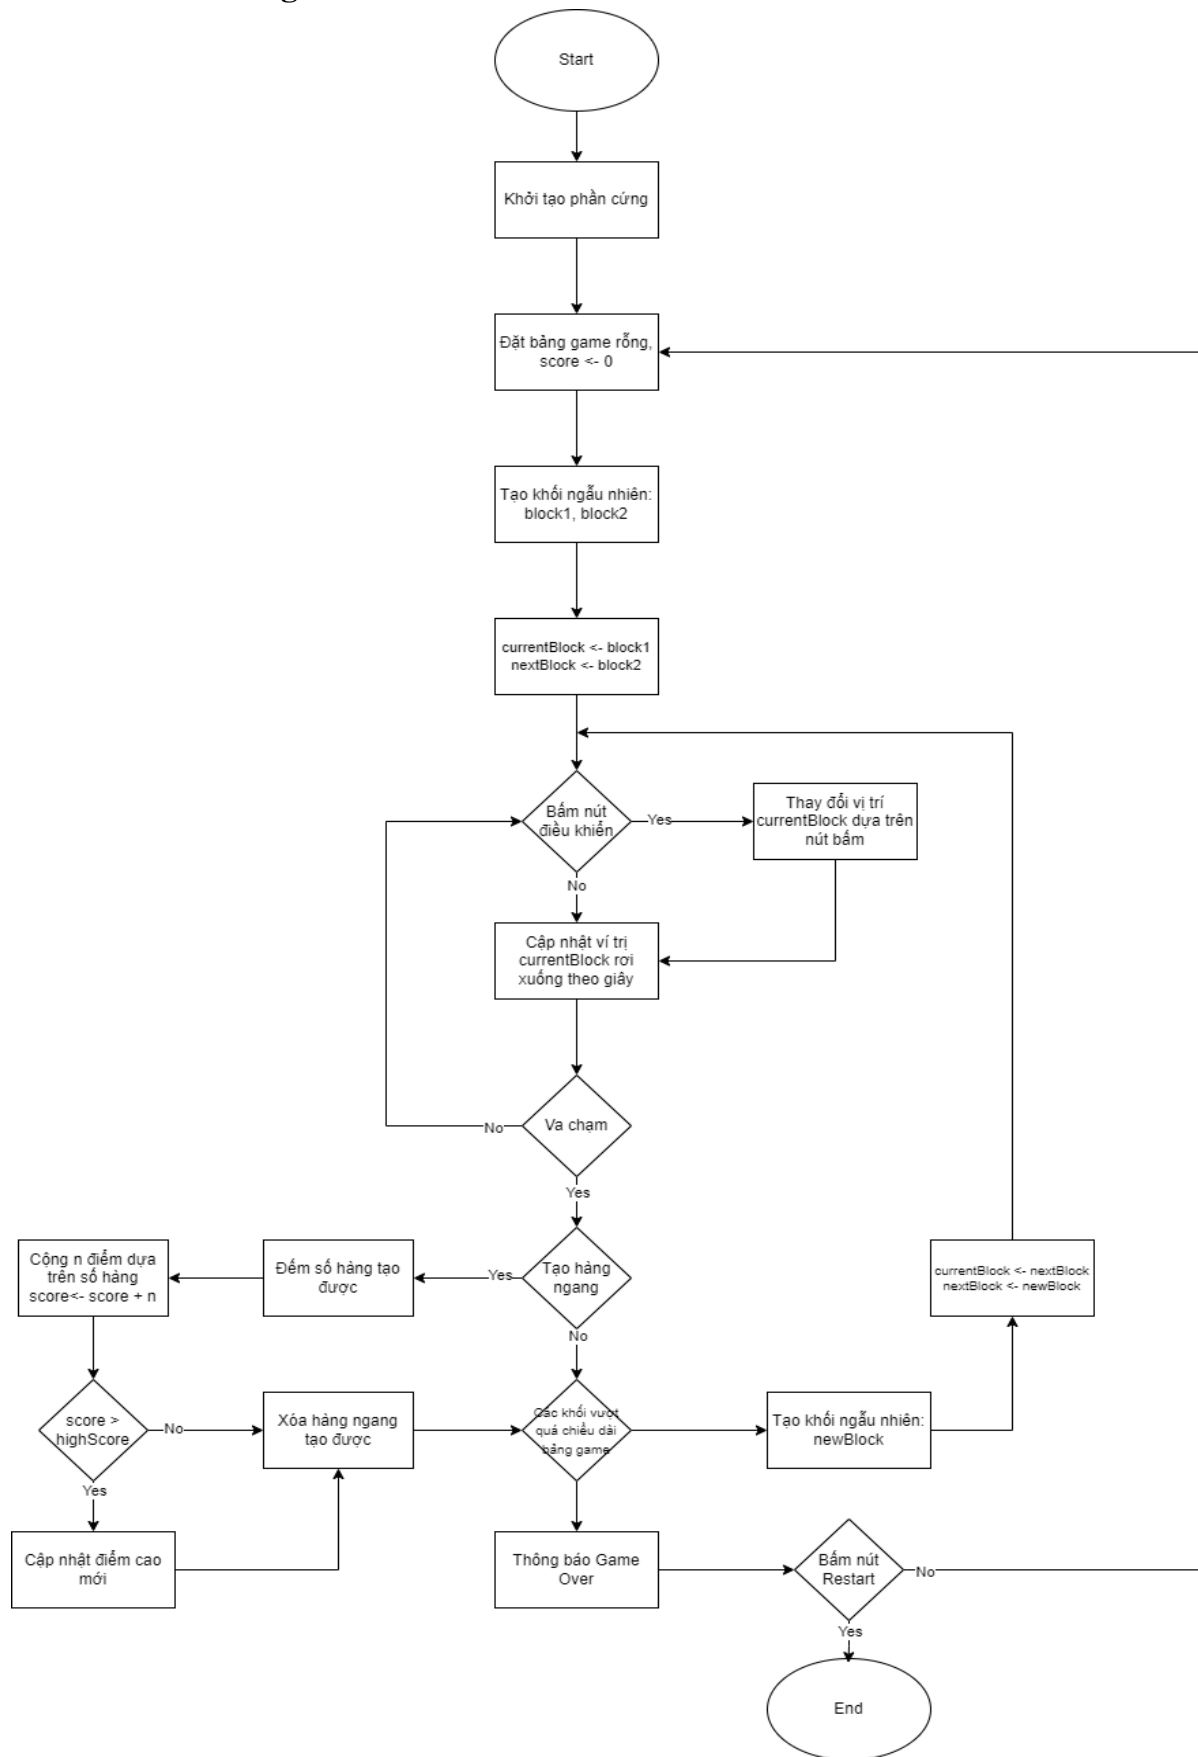 g
Start
Khởi tạo phần cứng
Đặt bảng game rỗng,
score <- 0
Tạo khối ngẫu nhiên:
block1, block2
currentBlock <- block1
nextBlock <- block2
Bấm nút
điều khiển
Yes
Thay đổi vị trí
currentBlock dựa trên
nút bấm
No
Cập nhật ví trị
currentBlock rơi
xuống theo giây
Va chạm
No
Yes
Tạo hàng
ngang
Yes
Đếm số hàng tạo
được
Cộng n điểm dựa
trên số hàng
score<- score + n
currentBlock <- nextBlock
nextBlock <- newBlock
No
score >
highScore
No
Xóa hàng ngang
tạo được
Các khối vượt
quá chiều dài
bảng game
Tạo khối ngẫu nhiên:
newBlock
Yes
Cập nhật điểm cao
mới
Thông báo Game
Over
Bấm nút
Restart
No
Yes
End